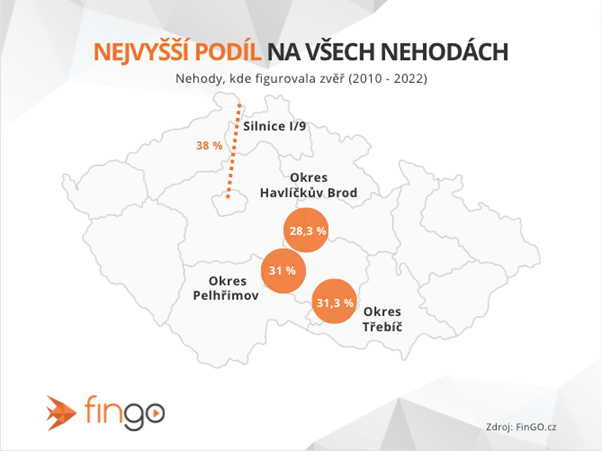 NEJVYŠŠÍ PODÍL NA VŠECH NEHODÁCH
Nehody, kde figurovala zvěř (2010 - 2022)
Silnice I/9
38 %
Okres
Havlíčkův Brod
28,3 %
31 %
Okres
Pelhřimov
31,3 %
Okres
Třebíč
fingo
Zdroj: FinGO.cz